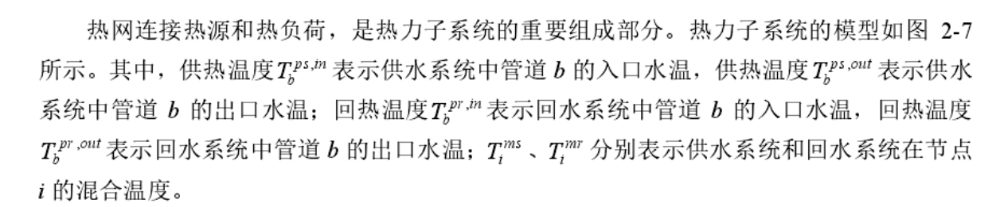 热网连接热源和热负荷，是热力子系统的重要组成部分。热力子系统的模型如图 2-7
所示。其中，供热温度$T_b^{ps,in}$表示供水系统中管道 b 的入口水温，供热温度$T_b^{ps,out}$表示供水
系统中管道 b 的出口水温；回热温度$T_b^{pr,in}$表示回水系统中管道 b 的入口水温，回热温度
$T_b^{pr,out}$表示回水系统中管道 b 的出口水温；$T_i^{ms}$、$T_i^{mr}$ 分别表示供水系统和回水系统在节点
i 的混合温度。